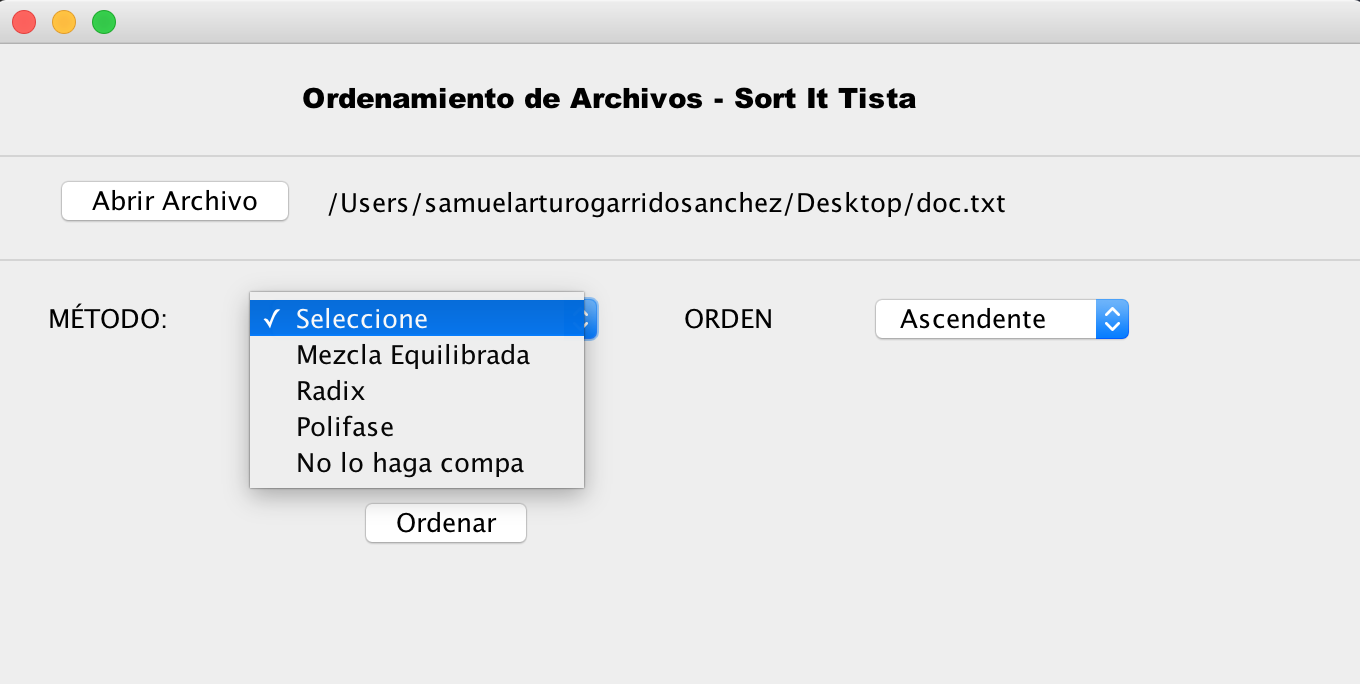 Ordenamiento de Archivos - Sort It Tista
Abrir Archivo /Users/samuelarturogarridosanchez/Desktop/doc.txt
MÉTODO: ✓ Seleccione ORDEN Ascendente
Mezcla Equilibrada
Radix
Polifase
No lo haga compa
Ordenar